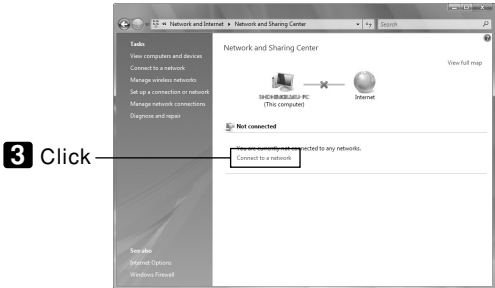 Network and Internet ▸ Network and Sharing Center
Search
Tasks
View computers and devices
Connect to a network
Manage wireless networks
Set up a connection or network
Manage network connections
Diagnose and repair
Network and Sharing Center
View full map
(This computer)
Internet
Not connected
You are currently not connected to any networks.
Connect to a network
3 Click
See also
Internet Options
Windows Firewall